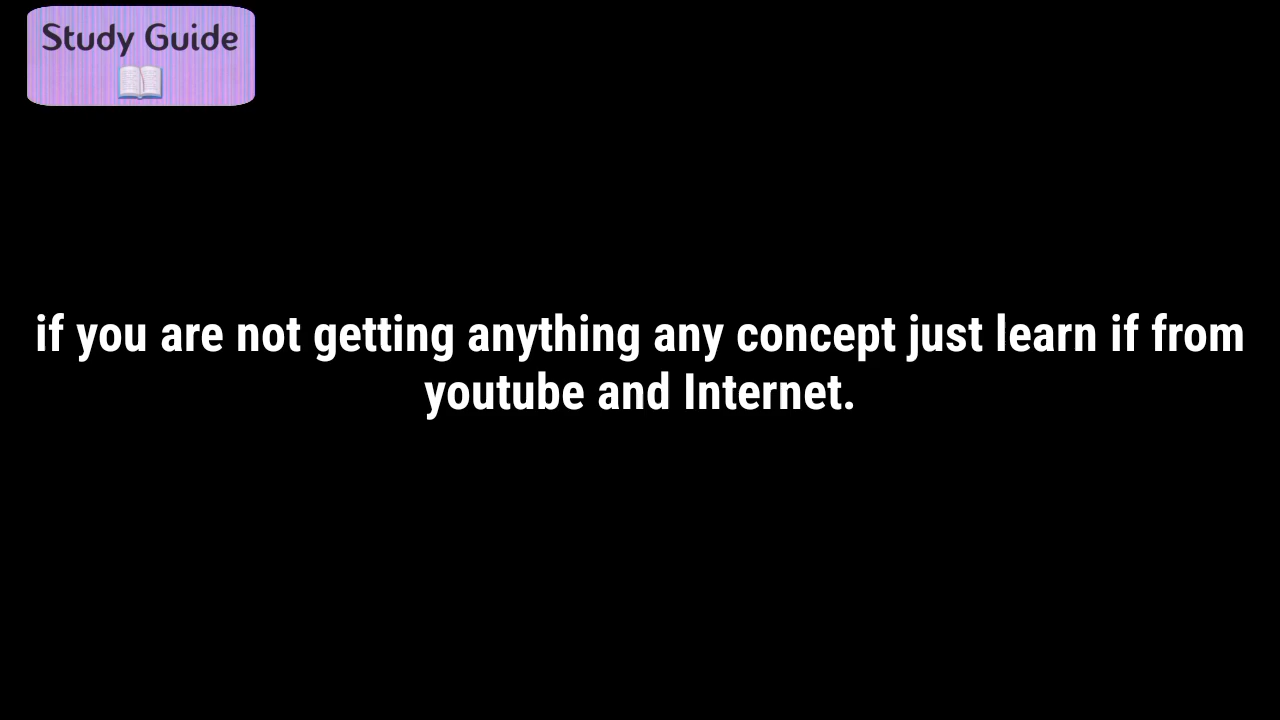 Study Guide
if you are not getting anything any concept just learn if from
youtube and Internet.